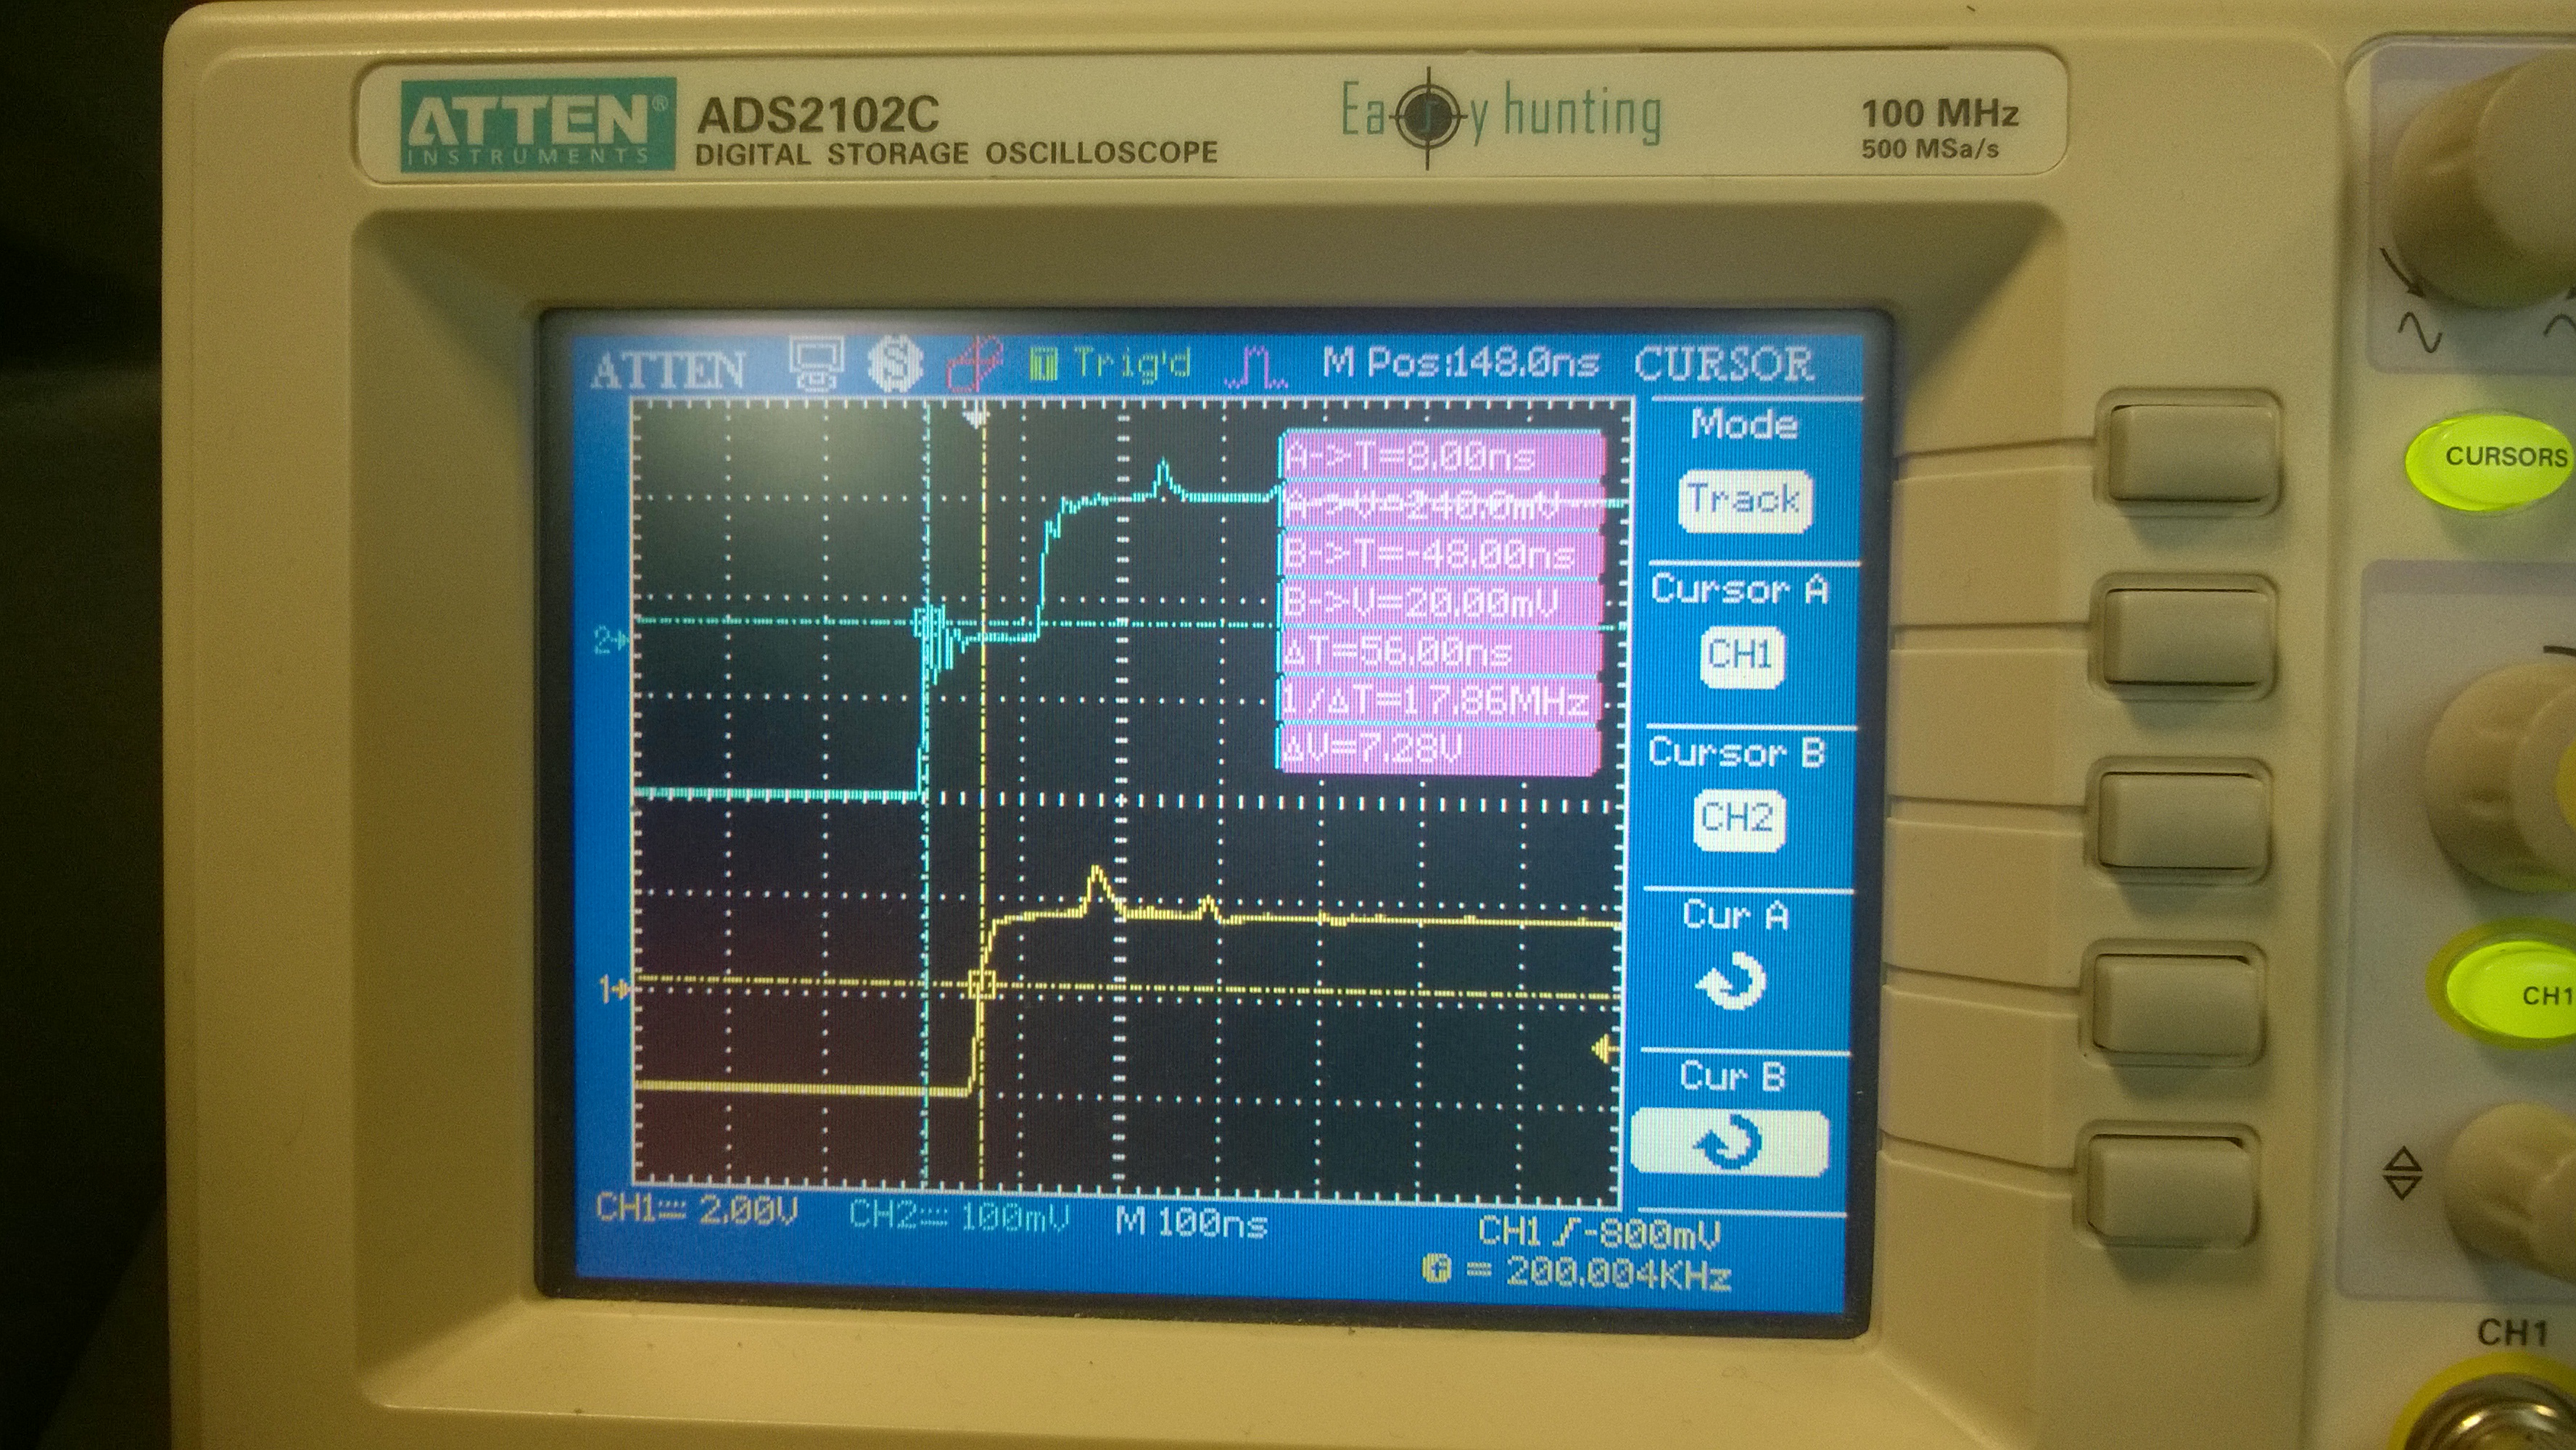 ATTEN®
INSTRUMENTS
ADS2102C
DIGITAL STORAGE OSCILLOSCOPE
Easy hunting
100 MHz
500 MSa/s
ATTEN Trig'd M Pos:148.0ns CURSOR
A->T=8.00ns
B->T=-48.00ns
B->V=20.00mV
ΔT=56.00ns
1/ΔT=17.86MHz
ΔV=7.28V
Mode
Track
Cursor A
CH1
Cursor B
CH2
Cur A
Cur B
2
1
CH1 2.00V CH2 100mV M 100ns CH1 -800mV
= 200.004KHz
CURSORS
CH1
CH1